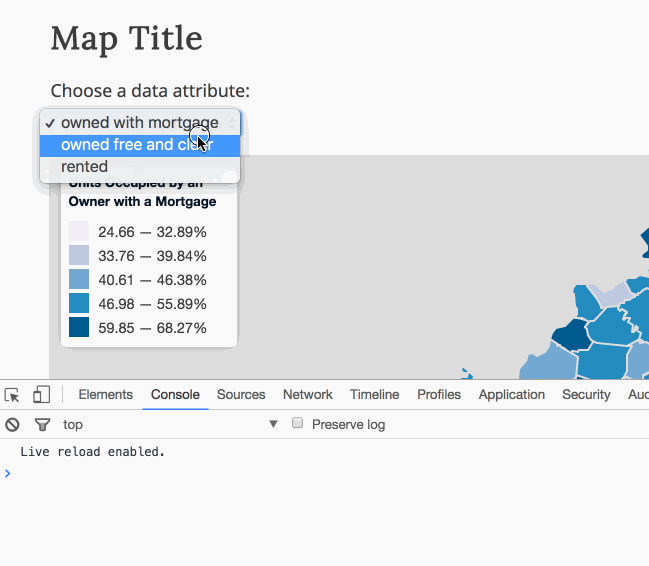 Map Title
Choose a data attribute:
✓ owned with mortgage
owned free and clear
rented
Units Occupied by an
Owner with a Mortgage
24.66 — 32.89%
33.76 — 39.84%
40.61 — 46.38%
46.98 — 55.89%
59.85 — 68.27%
Elements Console Sources Network Timeline Profiles Application Security Auc
top ▼ Preserve log
Live reload enabled.
>